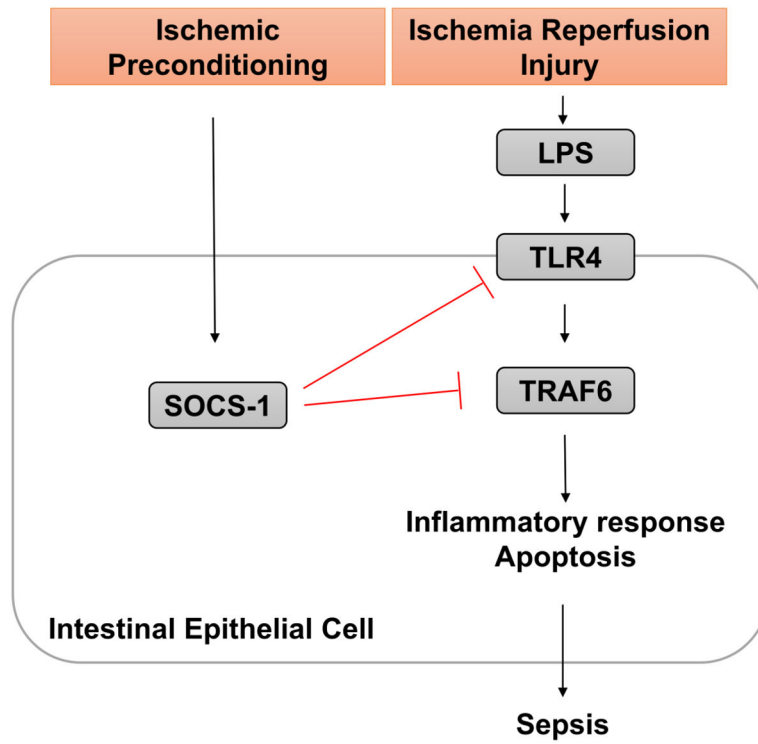 Ischemic
Preconditioning
Ischemia Reperfusion
Injury
LPS
TLR4
SOCS-1
TRAF6
Inflammatory response
Apoptosis
Intestinal Epithelial Cell
Sepsis